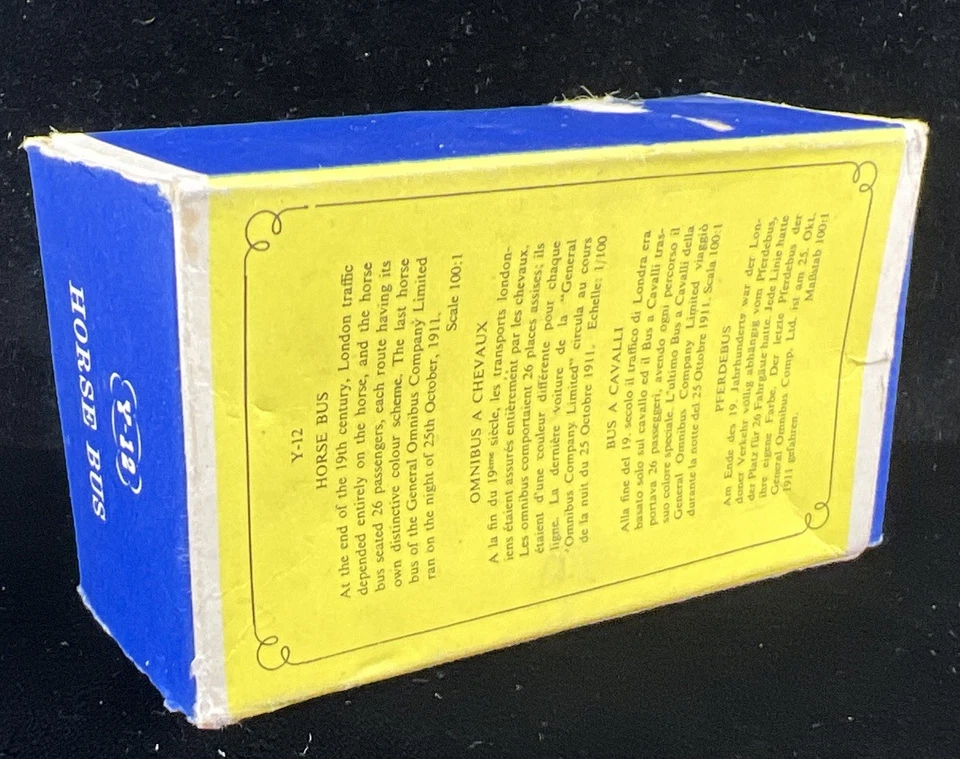 Y-12
HORSE BUS
Y-12
HORSE BUS
At the end of the 19th century, London traffic
depended entirely on the horse, and the horse
bus seated 26 passengers, each route having its
own distinctive colour scheme. The last horse
bus of the General Omnibus Company Limited
ran on the night of 25th October, 1911.
Scale 100:1
OMNIBUS A CHEVAUX
A la fin du 19ème siècle, les transports london-
iens étaient assurés entièrement par les chevaux.
Les omnibus comportaient 26 places assises; ils
étaient d'une couleur différente pour chaque
ligne. La dernière voiture de la "General
Omnibus Company Limited" circula au cours
de la nuit du 25 Octobre 1911. Echelle: 1/100
BUS A CAVALLI
Alla fine del 19. secolo il traffico di Londra era
basato solo sul cavallo ed il Bus a Cavalli tras-
portava 26 passeggeri, avendo ogni percorso il
suo colore speciale. L'ultimo Bus a Cavalli della
General Omnibus Company Limited viaggiò
durante la notte del 25 Ottobre 1911. Scala 100:1
PFERDEBUS
Am Ende des 19. Jahrhunderts war der Lon-
doner Verkehr völlig abhängig vom Pferdebus,
der Platz für 26 Fahrgäste hatte. Jede Linie hatte
ihre eigene Farbe. Der letzte Pferdebus der
General Omnibus Comp. Ltd. ist am 25. Okt.
1911 gefahren. Maßstab 100:1